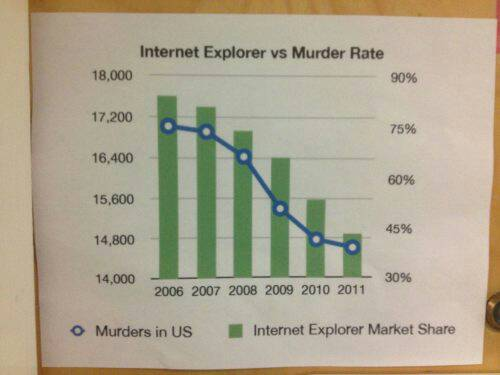 Internet Explorer vs Murder Rate
18,000 90%
17,200 75%
16,400 60%
15,600
14,800 45%
14,000 30%
2006 2007 2008 2009 2010 2011
Murders in US Internet Explorer Market Share